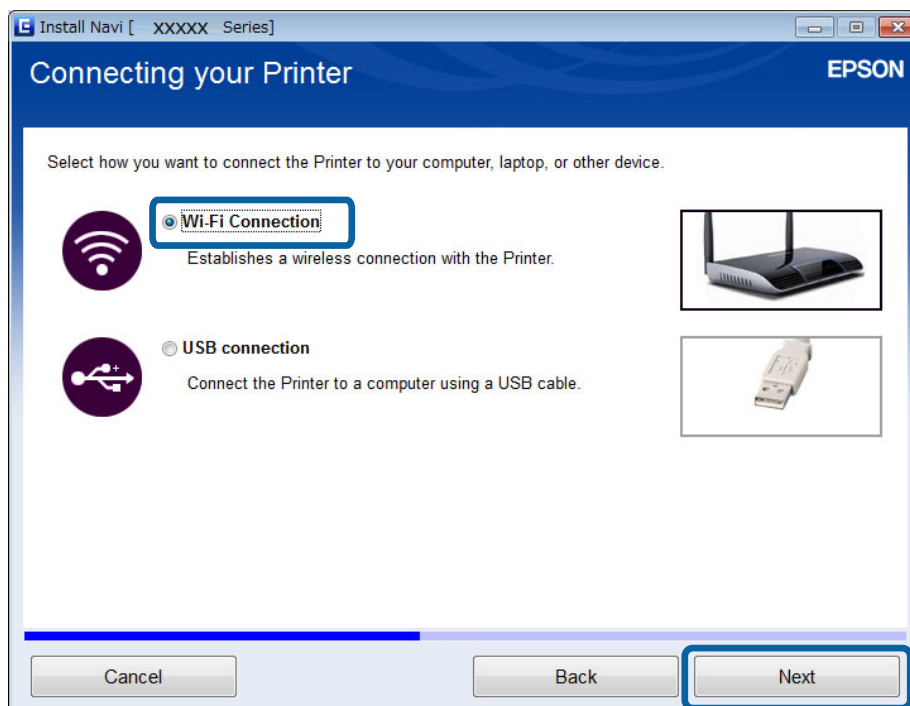 Install Navi [ XXXXX Series]
Connecting your Printer
EPSON
Select how you want to connect the Printer to your computer, laptop, or other device.
Wi-Fi Connection
Establishes a wireless connection with the Printer.
USB connection
Connect the Printer to a computer using a USB cable.
Cancel
Back
Next